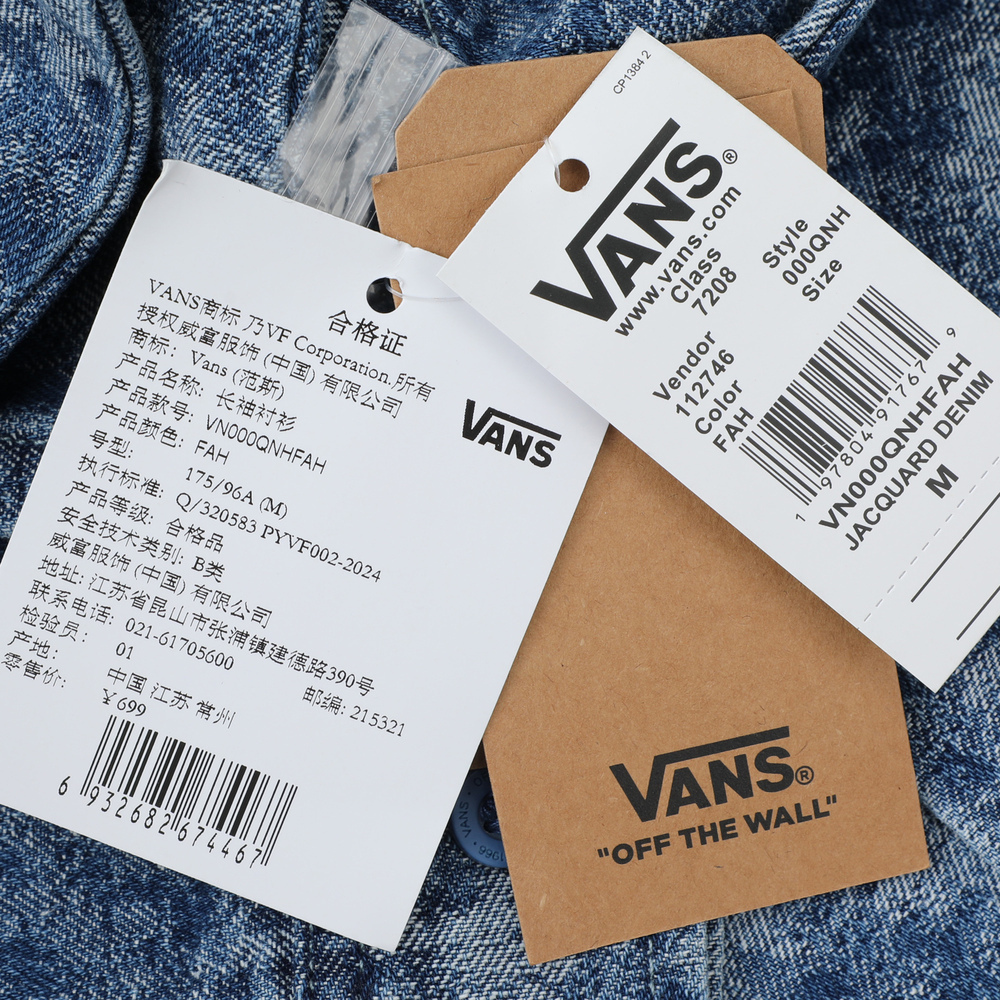 合格证
VANS商标 乃VF Corporation.所有
授权威富服饰 (中国) 有限公司
商标: Vans (范斯)
产品名称: 长袖衬衫
产品款号: VN000QNHFAH
产品颜色: FAH
号型: 175/96A (M)
执行标准: Q/320583 PYVF002-2024
产品等级: 合格品
安全技术类别: B类
威富服饰 (中国) 有限公司
地址: 江苏省昆山市张浦镇建德路390号
联系电话: 021-61705600 邮编: 215321
检验员: 01
产地: 中国 江苏 常州
零售价: ¥699
6 932682 674467
VANS
CP1384 2
VANS®
www.vans.com
Class
7208
Style
000QNH
Size
Vendor
112746
Color
FAH
1 97804 91767 9
VN000QNHFAH
JACQUARD DENIM
M
VANS®
"OFF THE WALL"
VANS
1966